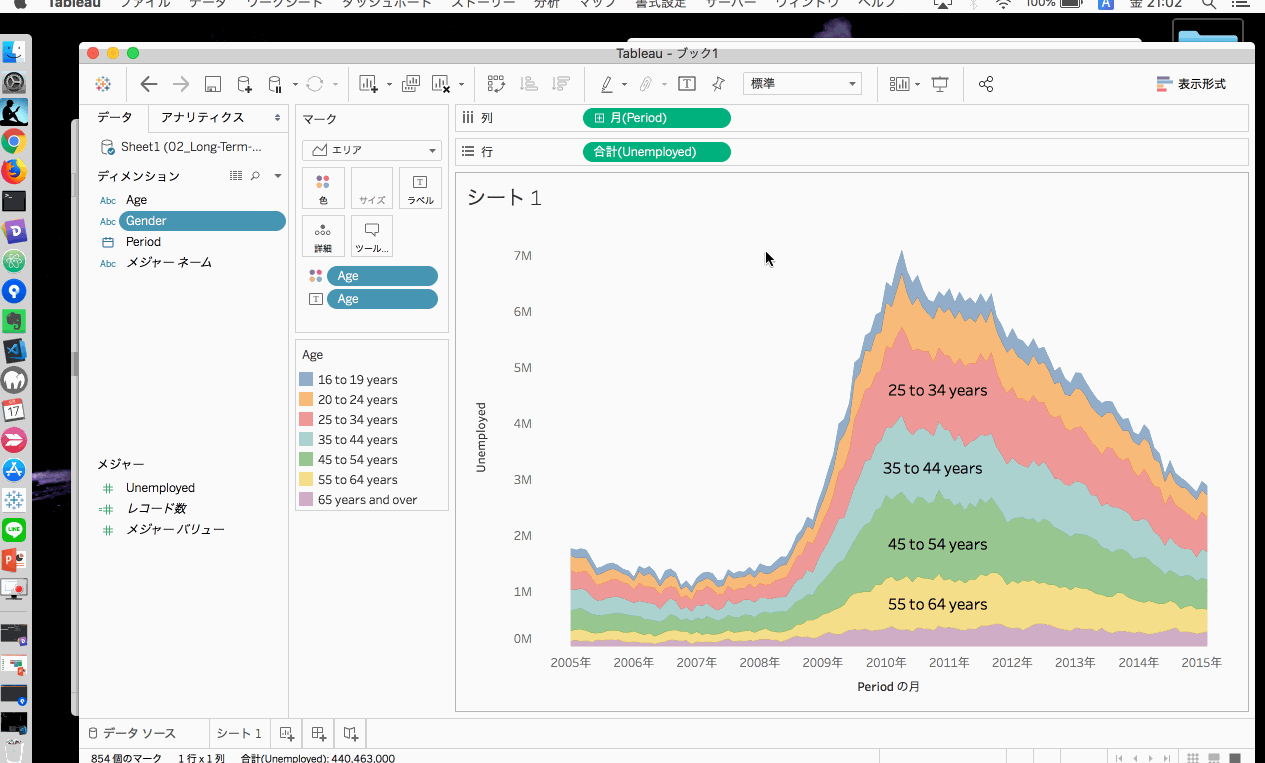 Tableau ファイル データ ワークシート ダッシュボード ストーリー 分析 マップ 書式設定 サーバー ウィンドウ ヘルプ 100% A 金 21:02
Tableau - ブック1
標準
表示形式
データ アナリティクス
Sheet1 (02_Long-Term-...
ディメンション
Abc Age
Abc Gender
Period
Abc メジャー ネーム
メジャー
Unemployed
レコード数
メジャー バリュー
マーク
エリア
色 サイズ ラベル
詳細 ツール...
Age
Age
Age
16 to 19 years
20 to 24 years
25 to 34 years
35 to 44 years
45 to 54 years
55 to 64 years
65 years and over
列 月(Period)
行 合計(Unemployed)
シート 1
7M
6M
5M
4M
3M
2M
1M
0M
Unemployed
25 to 34 years
35 to 44 years
45 to 54 years
55 to 64 years
2005年 2006年 2007年 2008年 2009年 2010年 2011年 2012年 2013年 2014年 2015年
Period の月
データ ソース シート 1
854 個のマーク 1 行 x 1 列 合計(Unemployed): 440,463,000
17
LINE